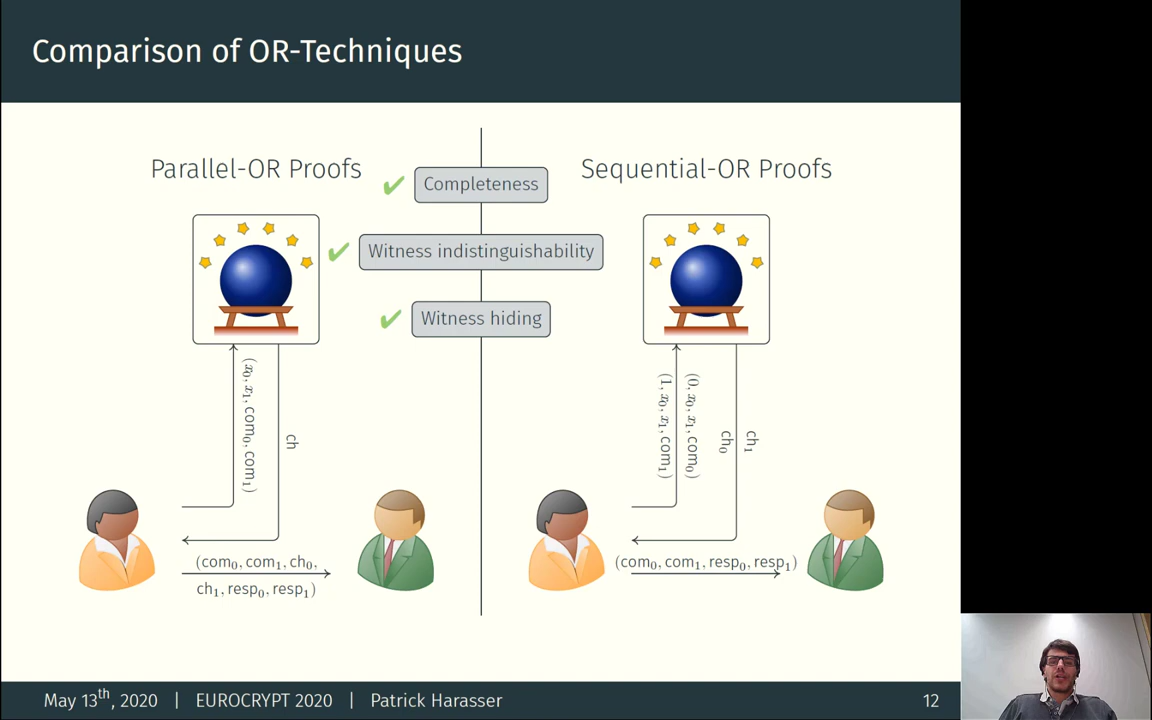 Comparison of OR-Techniques
Parallel-OR Proofs
Completeness
Sequential-OR Proofs
Witness indistinguishability
Witness hiding
(x₀, x₁, com₀, com₁)
ch
(com₀, com₁, ch₀,
ch₁, resp₀, resp₁)
(1, x₀, x₁, com₁)
(0, x₀, x₁, com₀)
ch₀
ch₁
(com₀, com₁, resp₀, resp₁)
May 13th, 2020 | EUROCRYPT 2020 | Patrick Harasser
12